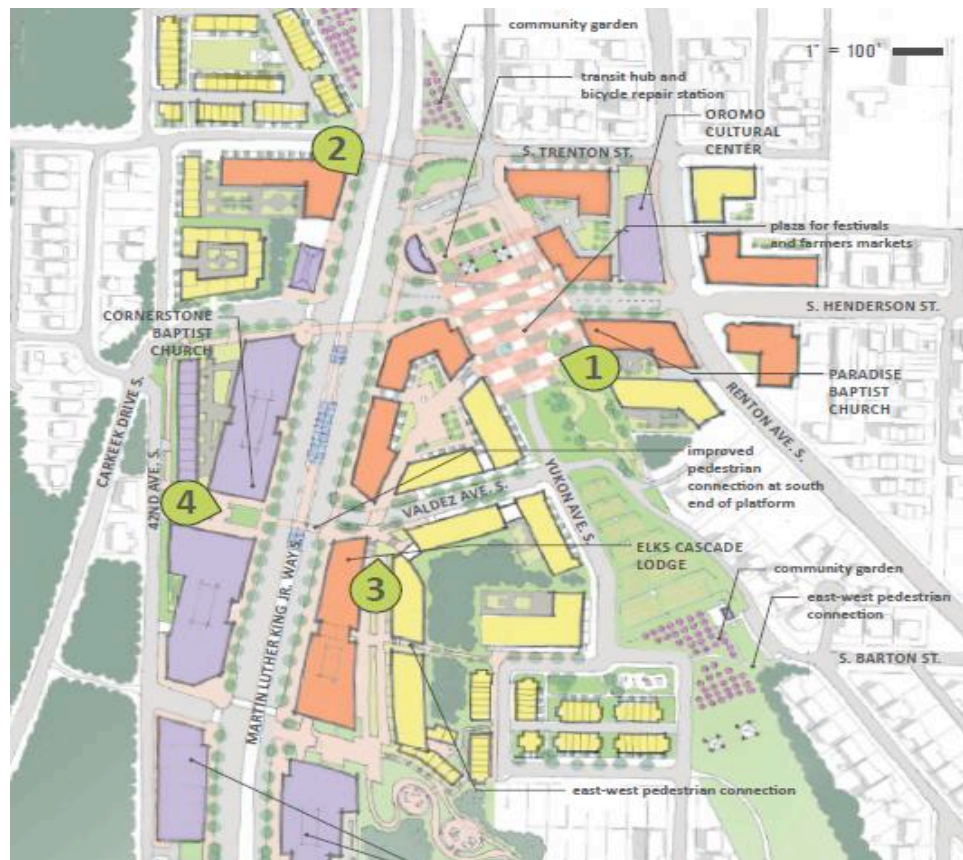 community garden
1" = 100'
transit hub and
bicycle repair station
OROMO
CULTURAL
CENTER
2
S. TRENTON ST.
plaza for festivals
and farmers markets
S. HENDERSON ST.
CORNERSTONE
BAPTIST
CHURCH
1
PARADISE
BAPTIST
CHURCH
RENTON AVE. S.
CARKEEK DRIVE S.
42ND AVE. S.
improved
pedestrian
connection at south
end of platform
YUKON AVE. S.
VALDEZ AVE. S.
4
ELKS CASCADE
LODGE
3
community garden
east-west pedestrian
connection
MARTIN LUTHER KING JR. WAY S.
S. BARTON ST.
east-west pedestrian connection